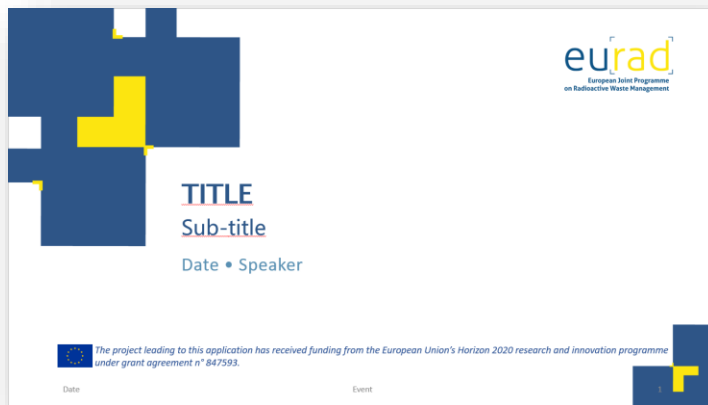 eurad
European Joint Programme
on Radioactive Waste Management
TITLE
Sub-title
Date • Speaker
The project leading to this application has received funding from the European Union's Horizon 2020 research and innovation programme
under grant agreement n° 847593.
Date Event 1